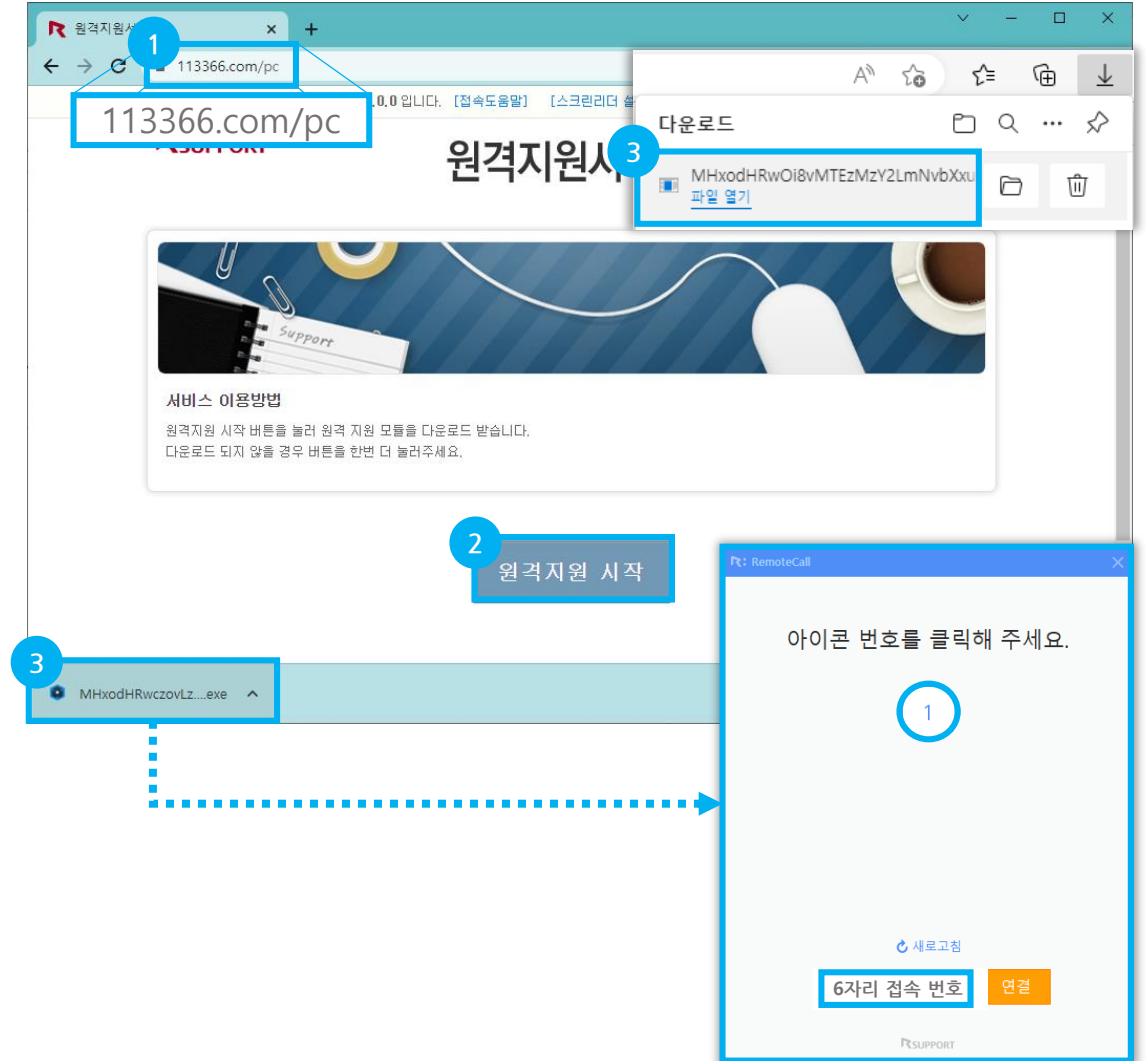 원격지원서
1
113366.com/pc
113366.com/pc
.0.0 입니다. [접속도움말] [스크린리더
원격지원서
다운로드
3
MHxodHRwOi8vMTEzMzY2LmNvbXxu
파일 열기
Support
서비스 이용방법
원격지원 시작 버튼을 눌러 원격 지원 모듈을 다운로드 받습니다.
다운로드 되지 않을 경우 버튼을 한번 더 눌러주세요.
2
원격지원 시작
3
MHxodHRwczovLz....exe
RemoteCall
아이콘 번호를 클릭해 주세요.
1
새로고침
6자리 접속 번호
연결
RSUPPORT